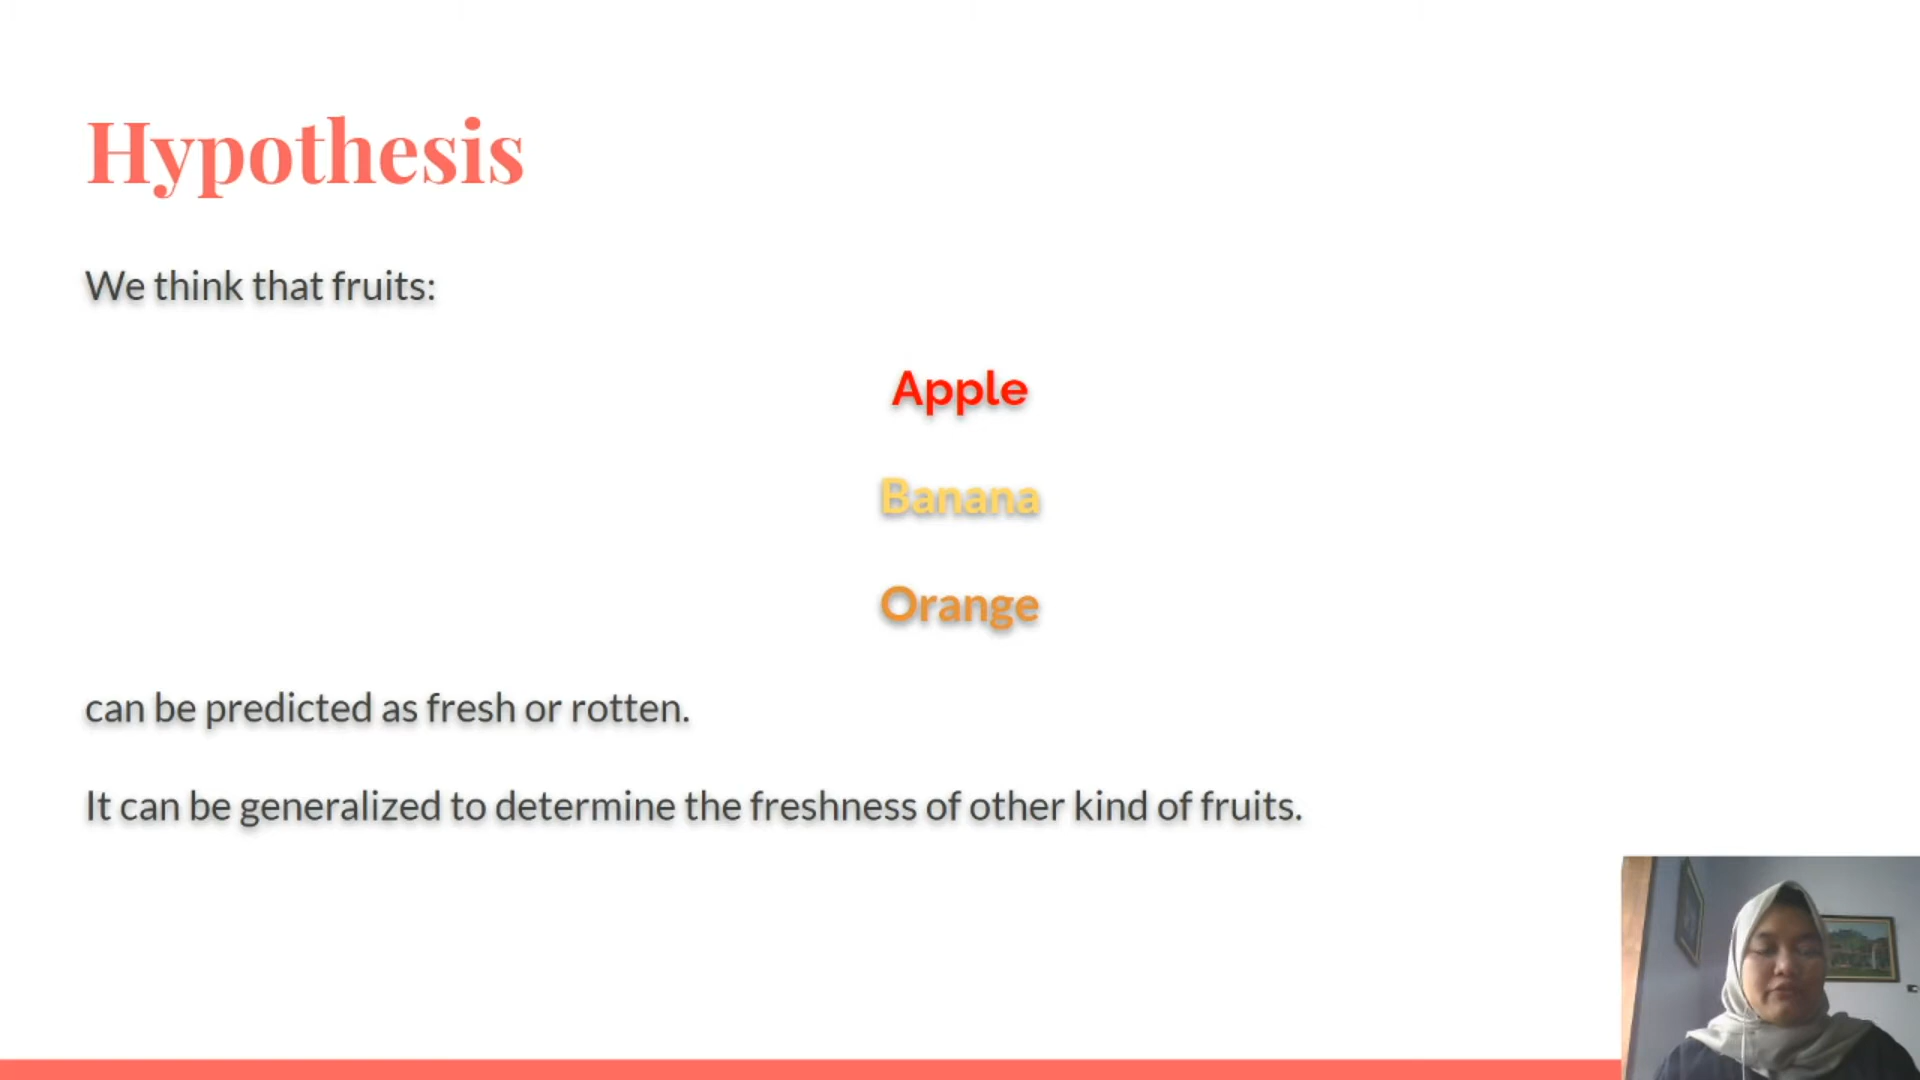 Hypothesis
We think that fruits:
Apple
Banana
Orange
can be predicted as fresh or rotten.
It can be generalized to determine the freshness of other kind of fruits.